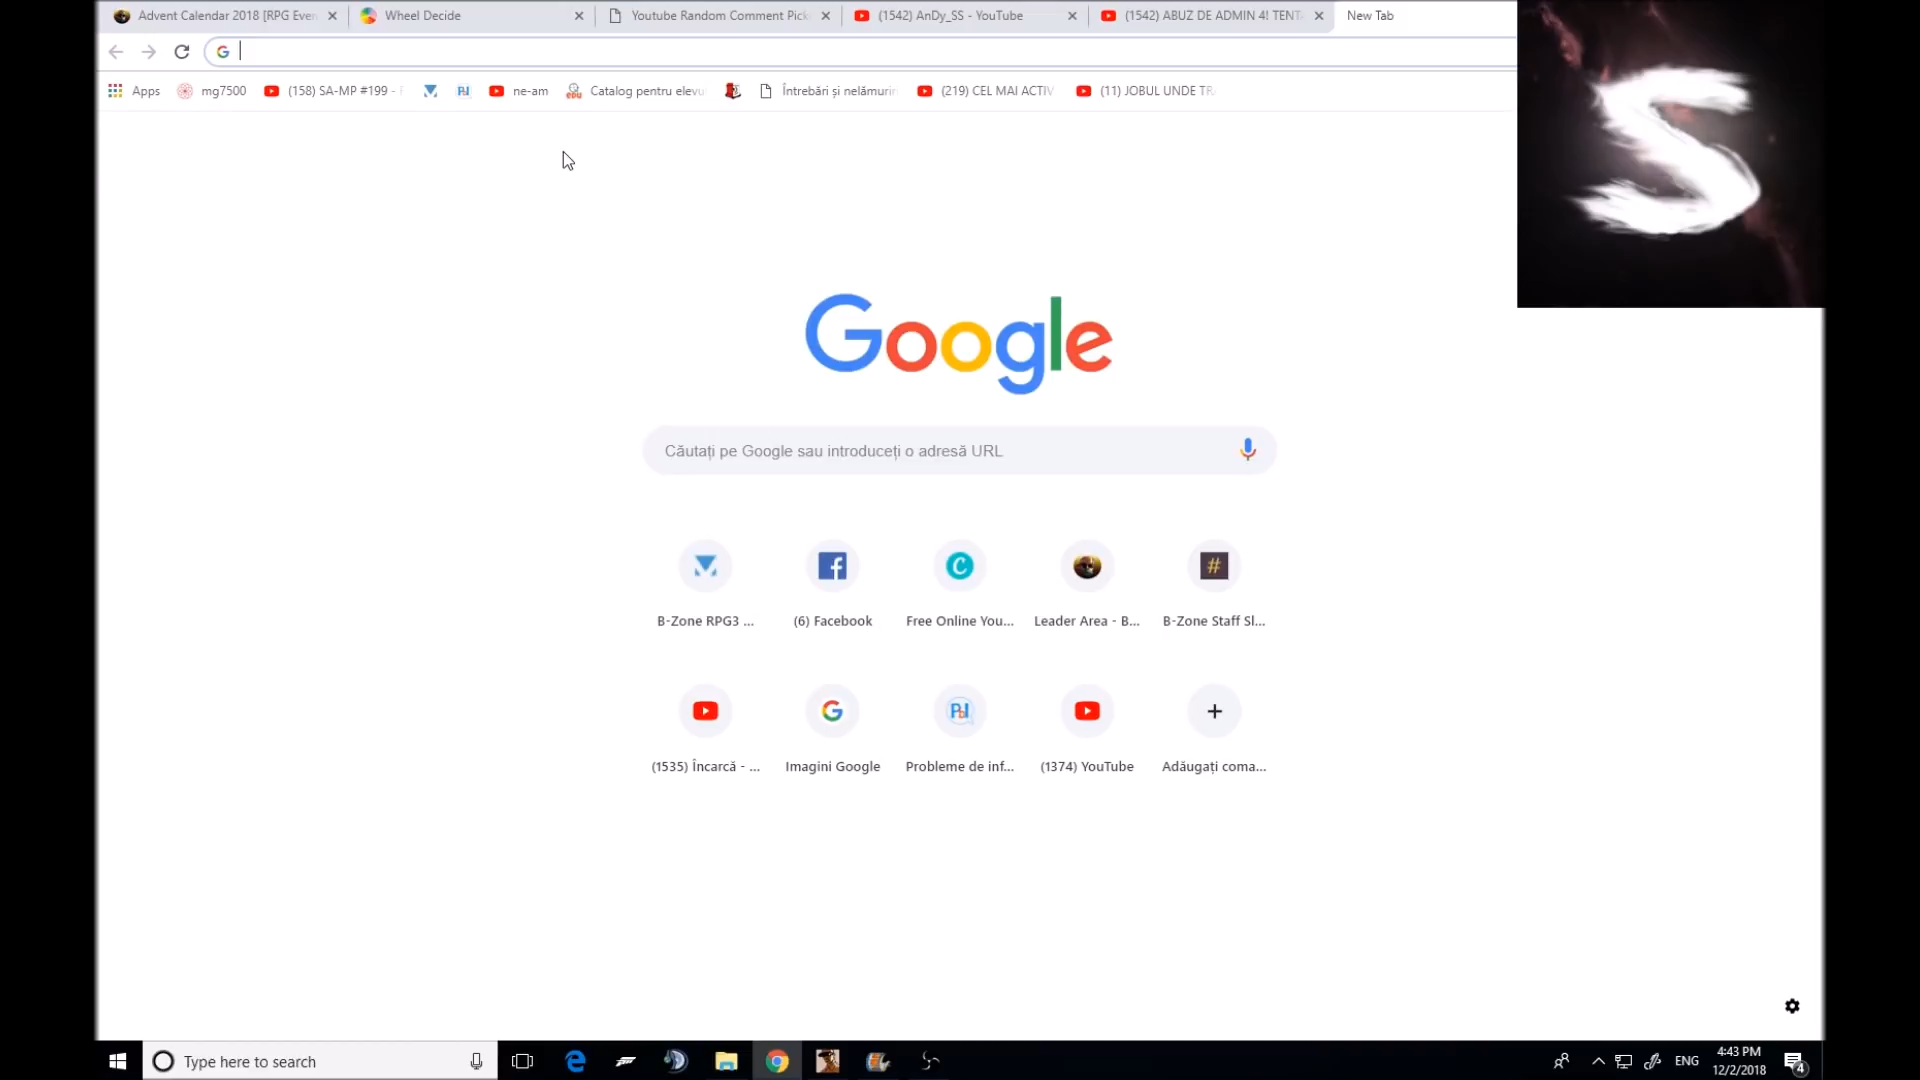 Advent Calendar 2018 [RPG Even
Wheel Decide
Youtube Random Comment Pick
(1542) AnDy_SS - YouTube
(1542) ABUZ DE ADMIN 4! TENTA
New Tab
Apps
mg7500
(158) SA-MP #199 -
ne-am
Catalog pentru elevu
Întrebări și nelămurir
(219) CEL MAI ACTIV
(11) JOBUL UNDE TR
S
Google
Căutați pe Google sau introduceți o adresă URL
B-Zone RPG3 ...
(6) Facebook
Free Online You...
Leader Area - B...
B-Zone Staff Sl...
(1535) Încarcă - ...
Imagini Google
Probleme de inf...
(1374) YouTube
Adăugați coma...
Type here to search
ENG
4:43 PM
12/2/2018
4